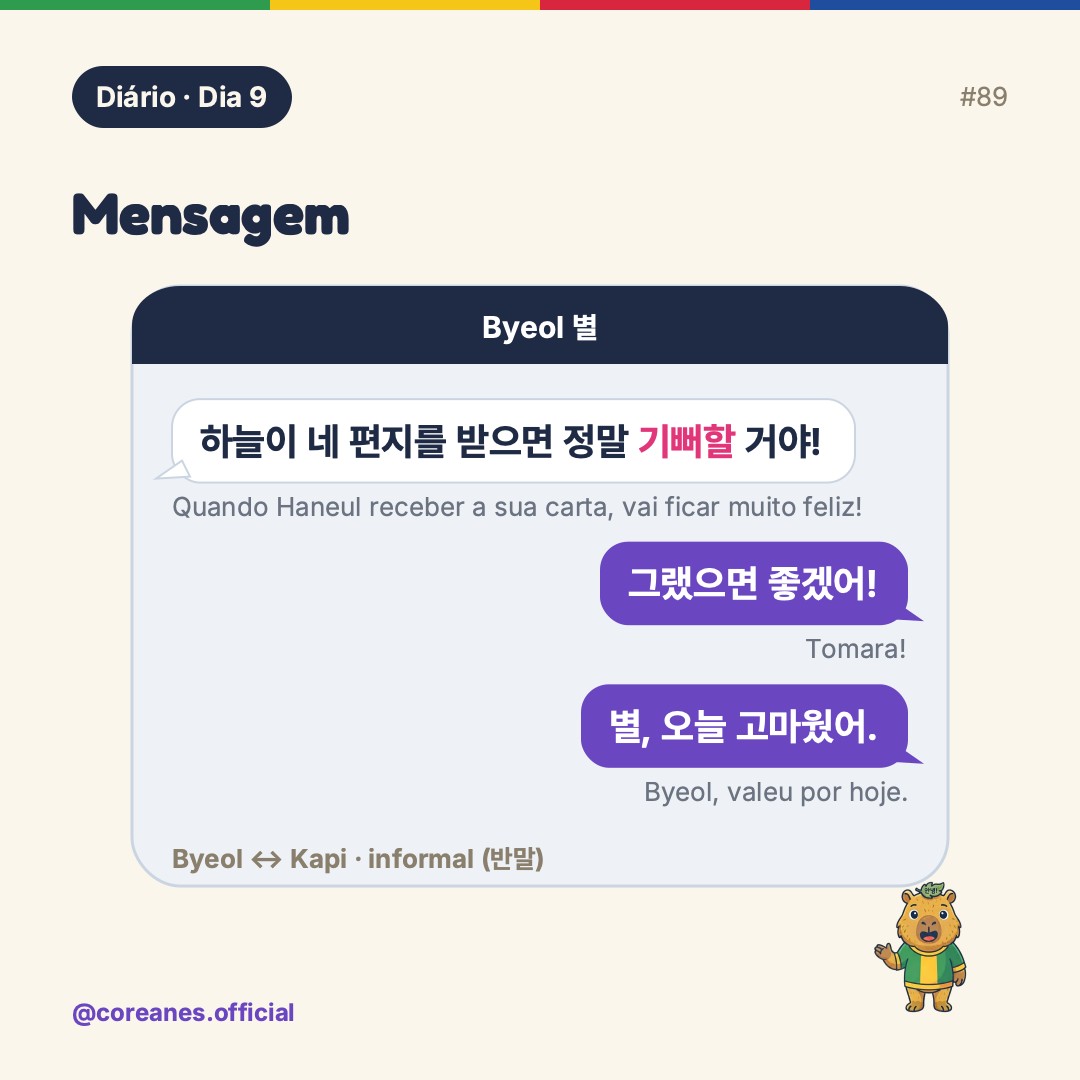 Diário · Dia 9
#89
Mensagem
Byeol 별
하늘이 네 편지를 받으면 정말 기뻐할 거야!
Quando Haneul receber a sua carta, vai ficar muito feliz!
그랬으면 좋겠어!
Tomara!
별, 오늘 고마웠어.
Byeol, valeu por hoje.
Byeol ↔ Kapi · informal (반말)
@coreanes.official